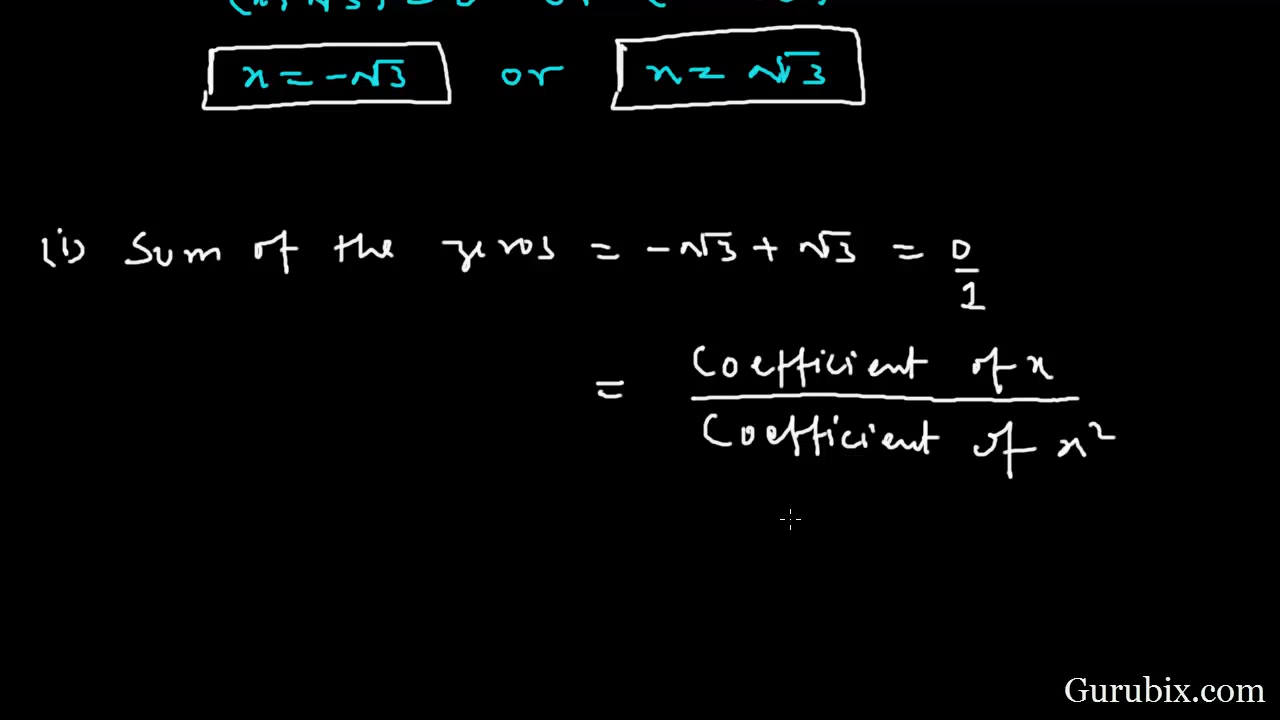 x = -√3 or x = √3
(i) Sum of the zeros = -√3 + √3 = 0/1
= Coefficient of x / Coefficient of x²
Gurubix.com